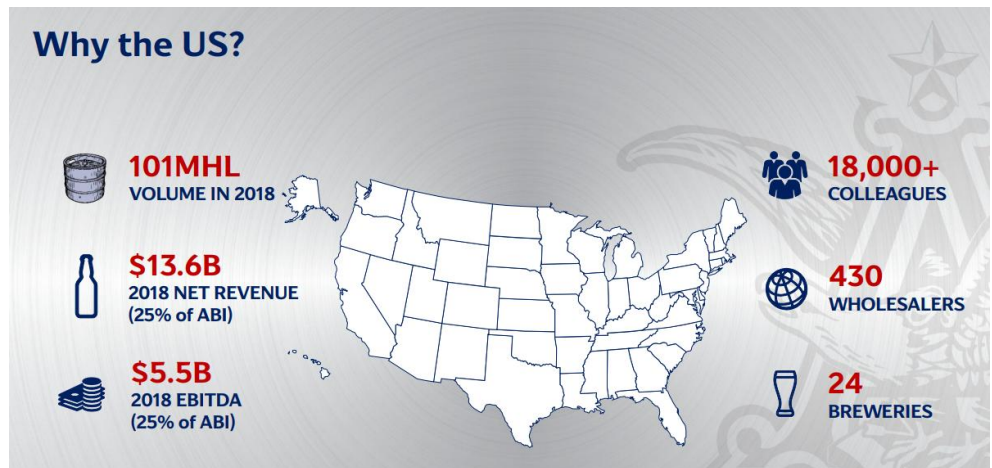 Why the US?
101MHL
VOLUME IN 2018
$13.6B
2018 NET REVENUE
(25% of ABI)
$5.5B
2018 EBITDA
(25% of ABI)
18,000+
COLLEAGUES
430
WHOLESALERS
24
BREWERIES